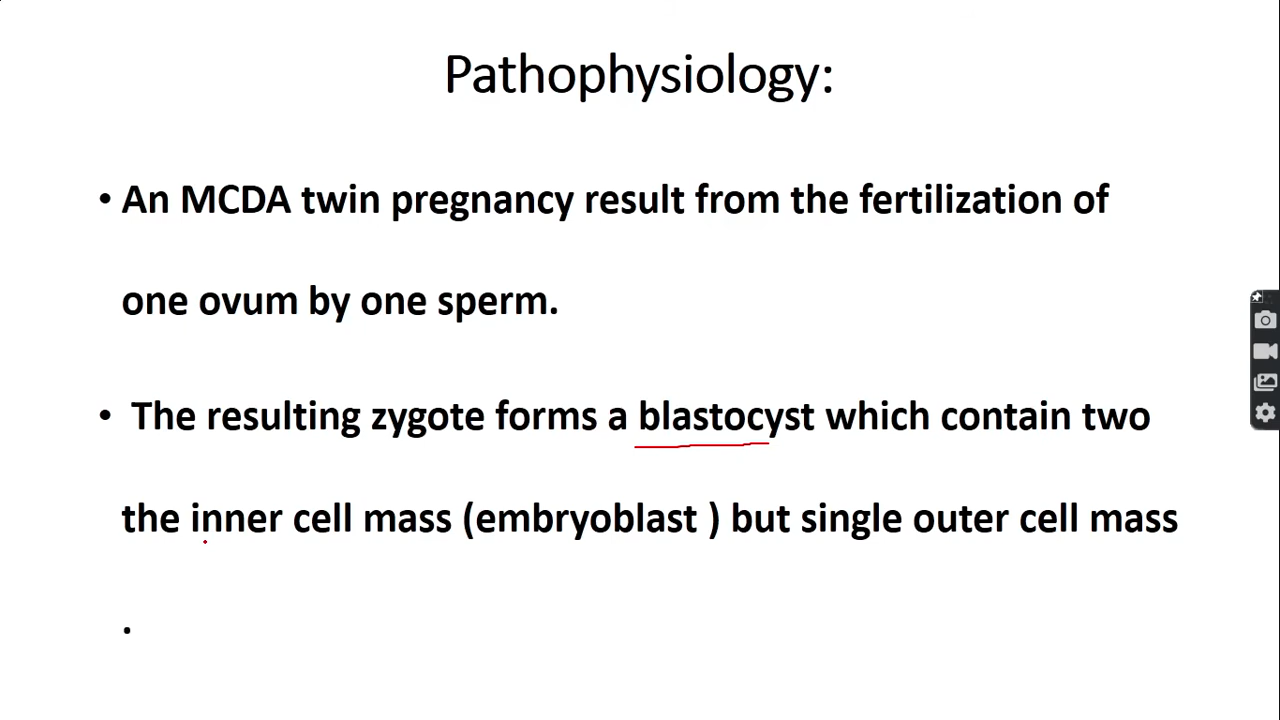 Pathophysiology:
• An MCDA twin pregnancy result from the fertilization of
one ovum by one sperm.
• The resulting zygote forms a blastocyst which contain two
the inner cell mass (embryoblast ) but single outer cell mass
.